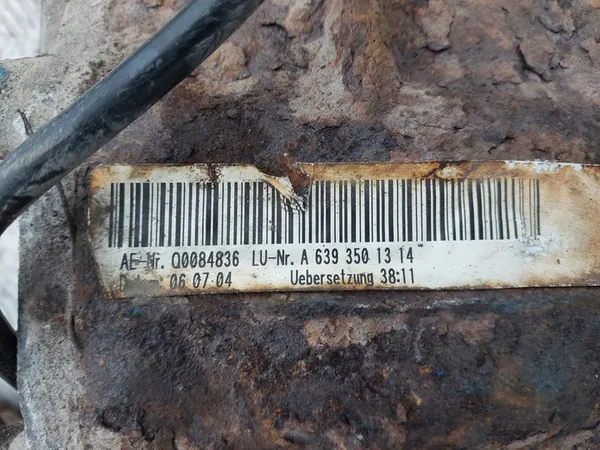 AE-Nr. Q0084836 LU-Nr. A 639 350 13 14
06.07.04 Uebersetzung 38:11